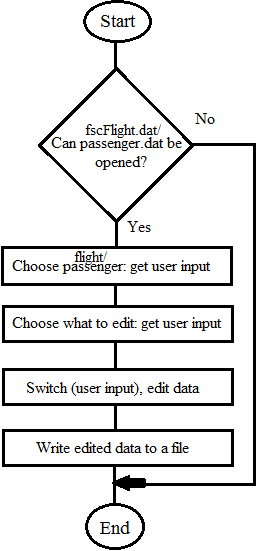 Start
fscFlight.dat/
Can passenger.dat be
opened?
No
Yes
flight/
Choose passenger: get user input
Choose what to edit: get user input
Switch (user input), edit data
Write edited data to a file
End